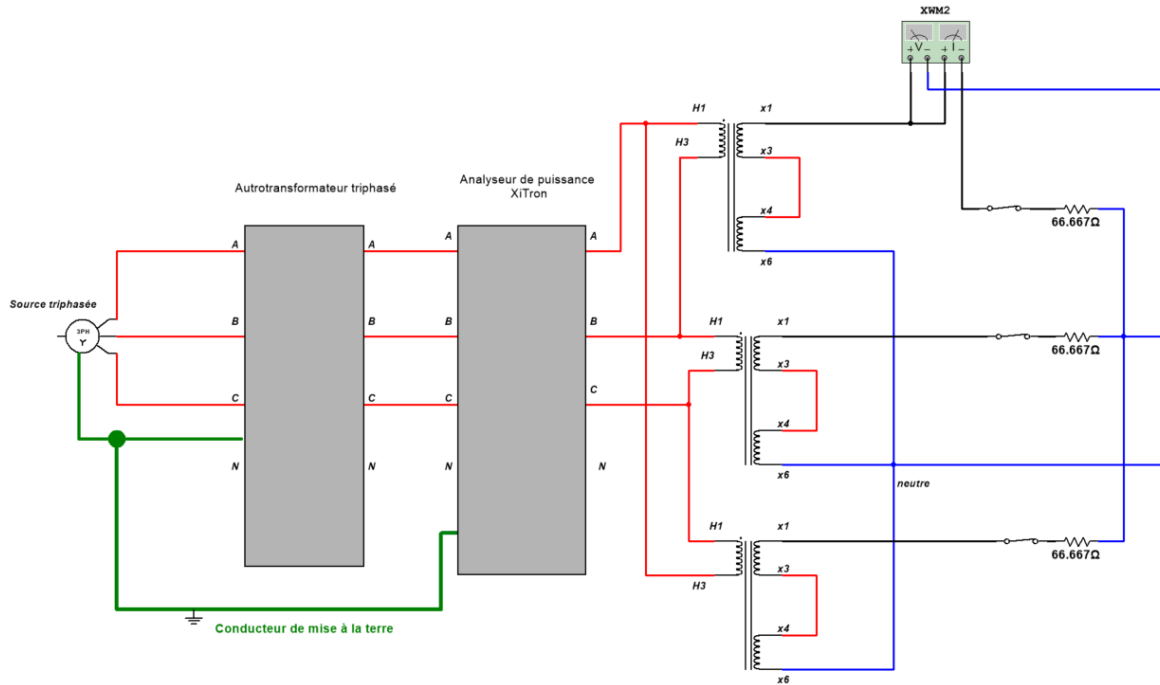 XWM2
+ V - + I -
H1
x1
H3
x3
x4
x6
66.667Ω
Autrotransformateur triphasé
Analyseur de puissance
XiTron
A
A
A
A
Source triphasée
3PH
Y
B
B
B
B
H1
x1
H3
x3
x4
x6
66.667Ω
C
C
C
C
N
N
N
N
neutre
H1
x1
H3
x3
x4
x6
66.667Ω
Conducteur de mise à la terre